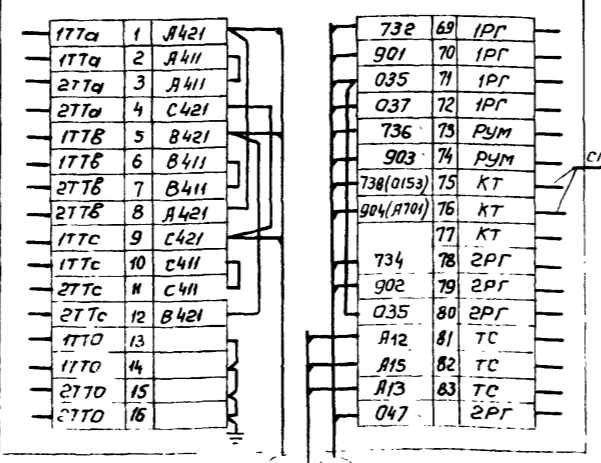 1ТТа 1 А421
1ТТа 2 А411
2ТТа 3 А411
2ТТа 4 С421
1ТТв 5 В421
1ТТв 6 В411
2ТТв 7 В411
2ТТв 8 А421
1ТТс 9 С421
1ТТс 10 С411
2ТТс 11 С411
2ТТс 12 В421
1ТТО 13
1ТТО 14
2ТТО 15
2ТТО 16
732 69 1РГ
901 70 1РГ
035 71 1РГ
037 72 1РГ
736 73 РУМ
903 74 РУМ
738(0153) 75 КТ
904(А701) 76 КТ
77 КТ
734 78 2РГ
902 79 2РГ
035 80 2РГ
А12 81 ТС
А15 82 ТС
А13 83 ТС
047 2РГ